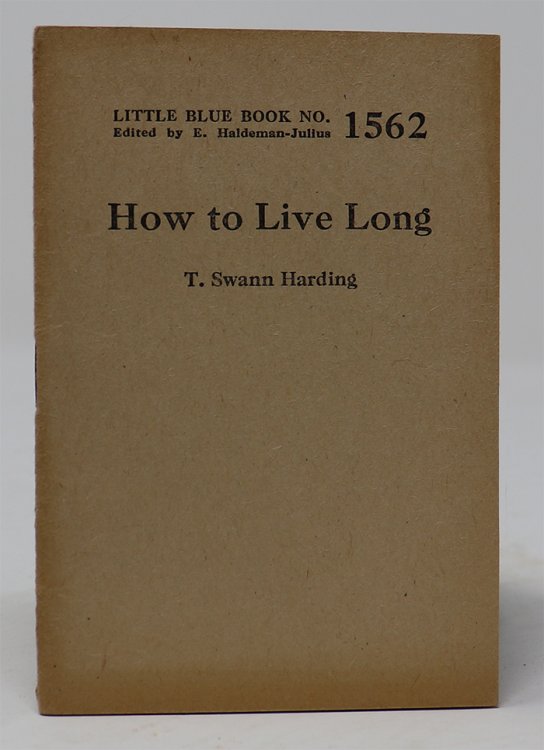 LITTLE BLUE BOOK NO. 1562
Edited by E. Haldeman-Julius
How to Live Long
T. Swann Harding